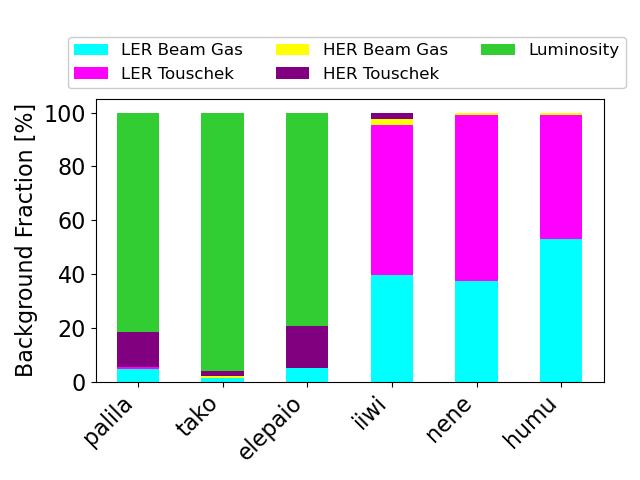 LER Beam Gas HER Beam Gas Luminosity
LER Touschek HER Touschek
Background Fraction [%]
100
80
60
40
20
0
palila tako elepaio iiwi nene humu